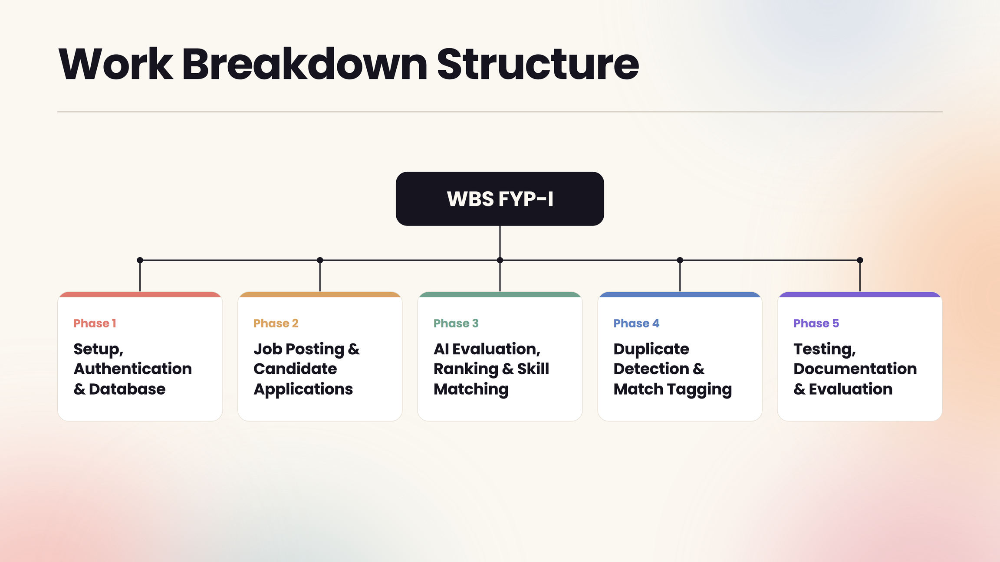 Work Breakdown Structure
WBS FYP-I
Phase 1
Setup,
Authentication
& Database
Phase 2
Job Posting &
Candidate
Applications
Phase 3
AI Evaluation,
Ranking & Skill
Matching
Phase 4
Duplicate
Detection &
Match Tagging
Phase 5
Testing,
Documentation
& Evaluation